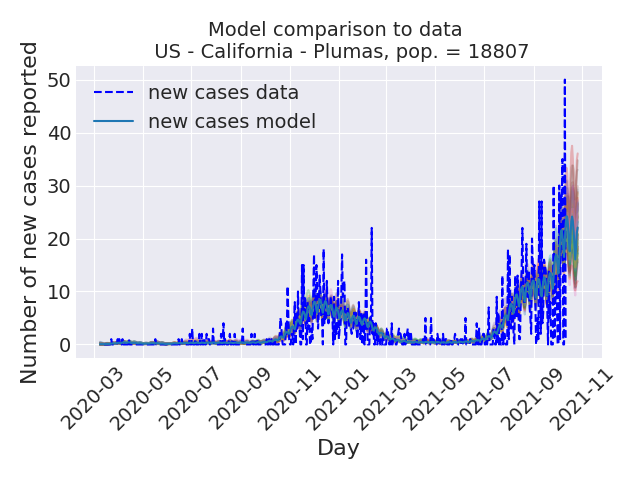 Model comparison to data
US - California - Plumas, pop. = 18807
Number of new cases reported
50
40
30
20
10
0
new cases data
new cases model
2020-03
2020-05
2020-07
2020-09
2020-11
2021-01
2021-03
2021-05
2021-07
2021-09
2021-11
Day